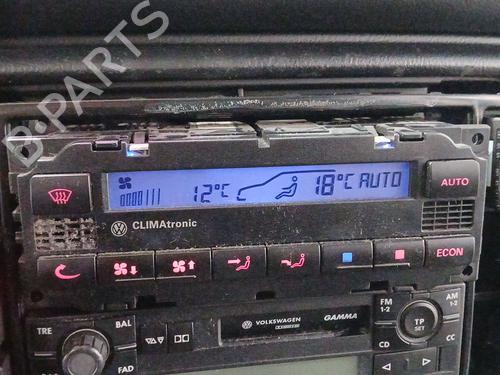 B-PARTS
12°C 18°C AUTO
AUTO
CLIMAtronic
ECON
TRE BAL
FAD
VOLKSWAGEN GAMMA
FM
1-2
AM
1-2
TP
SET
CD CC
B-PARTS